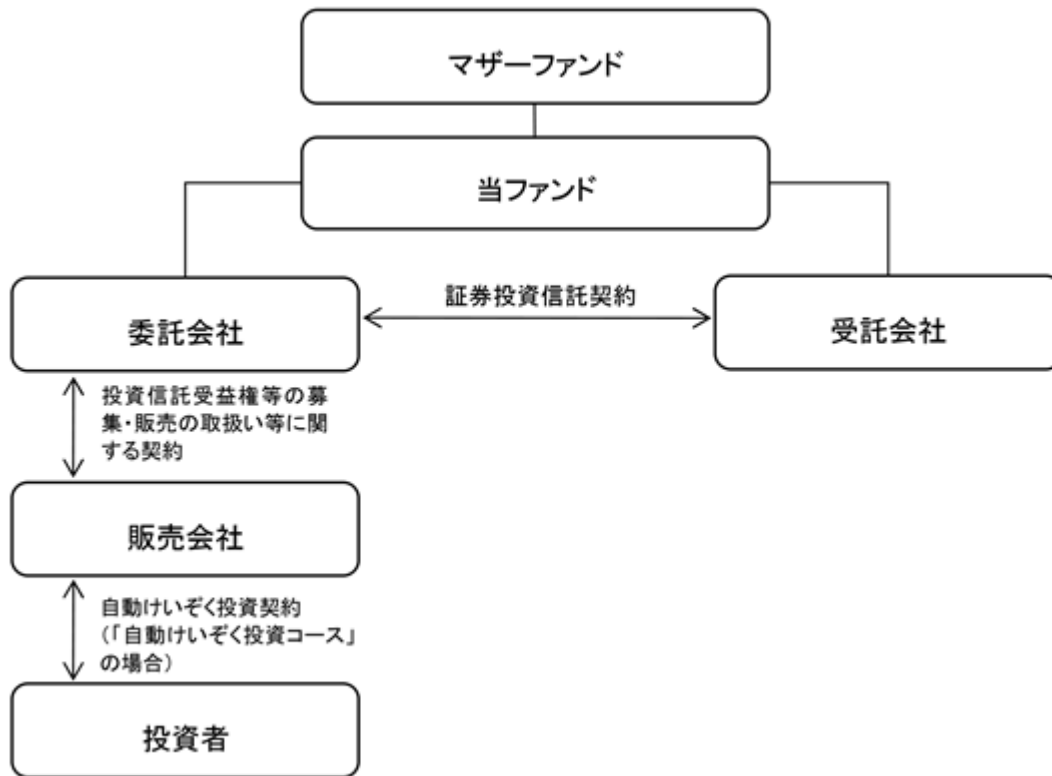 マザーファンド
当ファンド
証券投資信託契約
委託会社
受託会社
投資信託受益権等の募
集・販売の取扱い等に関
する契約
販売会社
自動けいぞく投資契約
(「自動けいぞく投資コース」
の場合)
投資者